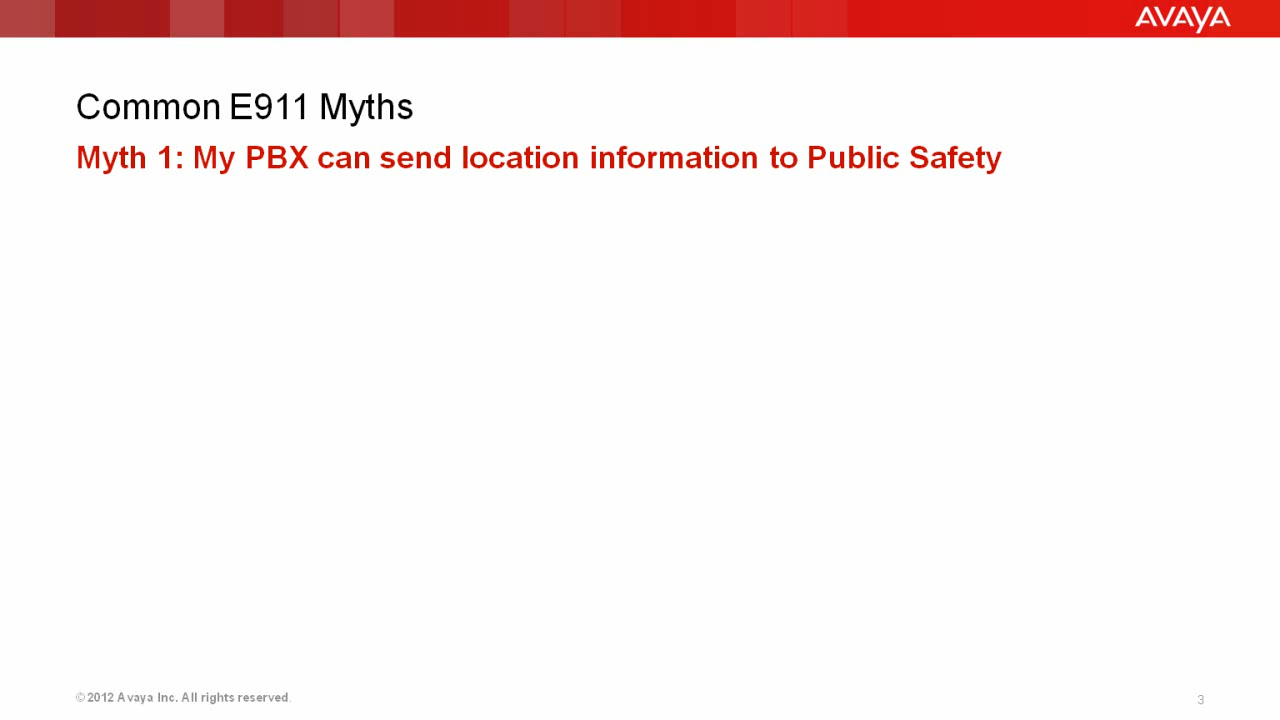 AVAYA
Common E911 Myths
Myth 1: My PBX can send location information to Public Safety
© 2012 Avaya Inc. All rights reserved.
3